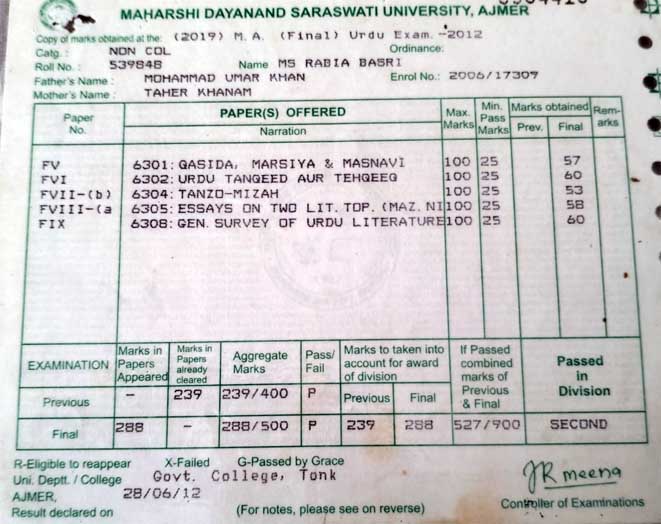 MAHARSHI DAYANAND SARASWATI UNIVERSITY, AJMER
Copy of marks obtained at the: (2019) M.A. (Final) Urdu Exam.-2012
Catg. : NON COL Ordinance:
Roll No. : 539848 Name MS RABIA BASRI
Father's Name : MOHAMMAD UMAR KHAN Enrol No.: 2006/17309
Mother's Name : TAHER KHANAM
Paper No. PAPER(S) OFFERED Narration Max. Marks Min. Pass Marks Marks obtained Prev. Final Rem-arks
FV 6301: QASIDA, MARSIYA & MASNAVI 100 25 57
FVI 6302: URDU TANQEED AUR TEHQEEQ 100 25 60
FVII-(b) 6304: TANZO-MIZAH 100 25 53
FVIII-(a 6305: ESSAYS ON TWO LIT. TOP. (MAZ. NI 100 25 58
FIX 6308: GEN. SURVEY OF URDU LITERATURE 100 25 60
EXAMINATION Marks in Papers Appeared Marks in Papers already cleared Aggregate Marks Pass/ Fail Marks to taken into account for award of division Previous Final If Passed combined marks of Previous & Final Passed in Division
Previous - 239 239/400 P
Final 288 - 288/500 P 239 288 527/900 SECOND
R-Eligible to reappear X-Failed G-Passed by Grace
Uni. Deptt. / College Govt. College, Tonk
AJMER, 28/06/12
JR meena
Result declared on (For notes, please see on reverse) Controller of Examinations